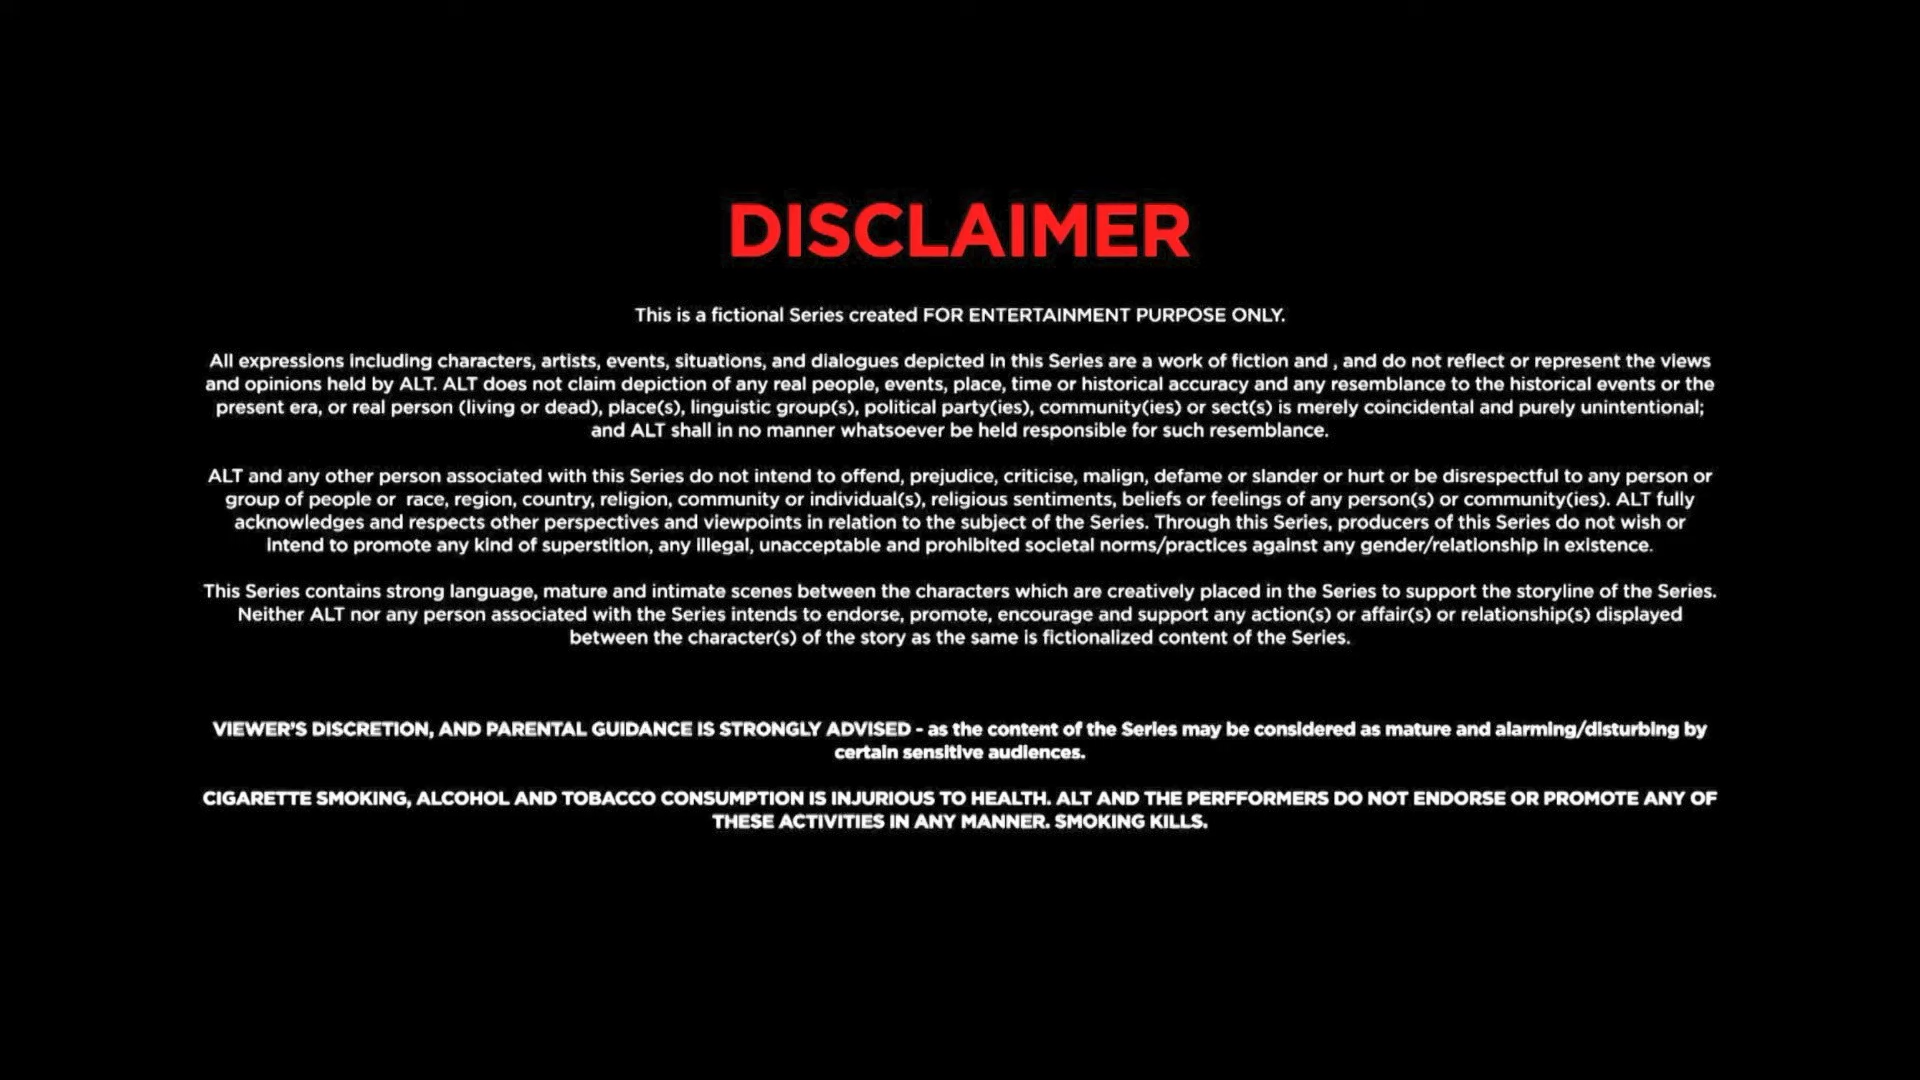 DISCLAIMER
This is a fictional Series created FOR ENTERTAINMENT PURPOSE ONLY.
All expressions including characters, artists, events, situations, and dialogues depicted in this Series are a work of fiction and , and do not reflect or represent the views
and opinions held by ALT. ALT does not claim depiction of any real people, events, place, time or historical accuracy and any resemblance to the historical events or the
present era, or real person (living or dead), place(s), linguistic group(s), political party(ies), community(ies) or sect(s) is merely coincidental and purely unintentional;
and ALT shall in no manner whatsoever be held responsible for such resemblance.
ALT and any other person associated with this Series do not intend to offend, prejudice, criticise, malign, defame or slander or hurt or be disrespectful to any person or
group of people or  race, region, country, religion, community or individual(s), religious sentiments, beliefs or feelings of any person(s) or community(ies). ALT fully
acknowledges and respects other perspectives and viewpoints in relation to the subject of the Series. Through this Series, producers of this Series do not wish or
intend to promote any kind of superstition, any illegal, unacceptable and prohibited societal norms/practices against any gender/relationship in existence.
This Series contains strong language, mature and intimate scenes between the characters which are creatively placed in the Series to support the storyline of the Series.
Neither ALT nor any person associated with the Series intends to endorse, promote, encourage and support any action(s) or affair(s) or relationship(s) displayed
between the character(s) of the story as the same is fictionalized content of the Series.
VIEWER'S DISCRETION, AND PARENTAL GUIDANCE IS STRONGLY ADVISED - as the content of the Series may be considered as mature and alarming/disturbing by
certain sensitive audiences.
CIGARETTE SMOKING, ALCOHOL AND TOBACCO CONSUMPTION IS INJURIOUS TO HEALTH. ALT AND THE PERFFORMERS DO NOT ENDORSE OR PROMOTE ANY OF
THESE ACTIVITIES IN ANY MANNER. SMOKING KILLS.